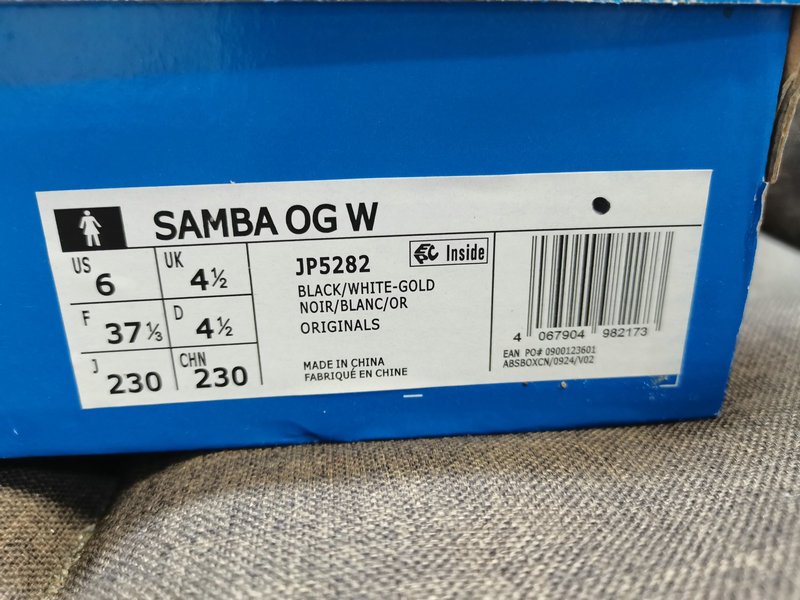 SAMBA OG W
US 6 UK 4½
F 37⅓ D 4½
J 230 CHN 230
JP5282
EC Inside
BLACK/WHITE-GOLD
NOIR/BLANC/OR
ORIGINALS
MADE IN CHINA
FABRIQUÉ EN CHINE
4 067904 982173
EAN PO# 0900123601
ABSBOXCN/0924/V02